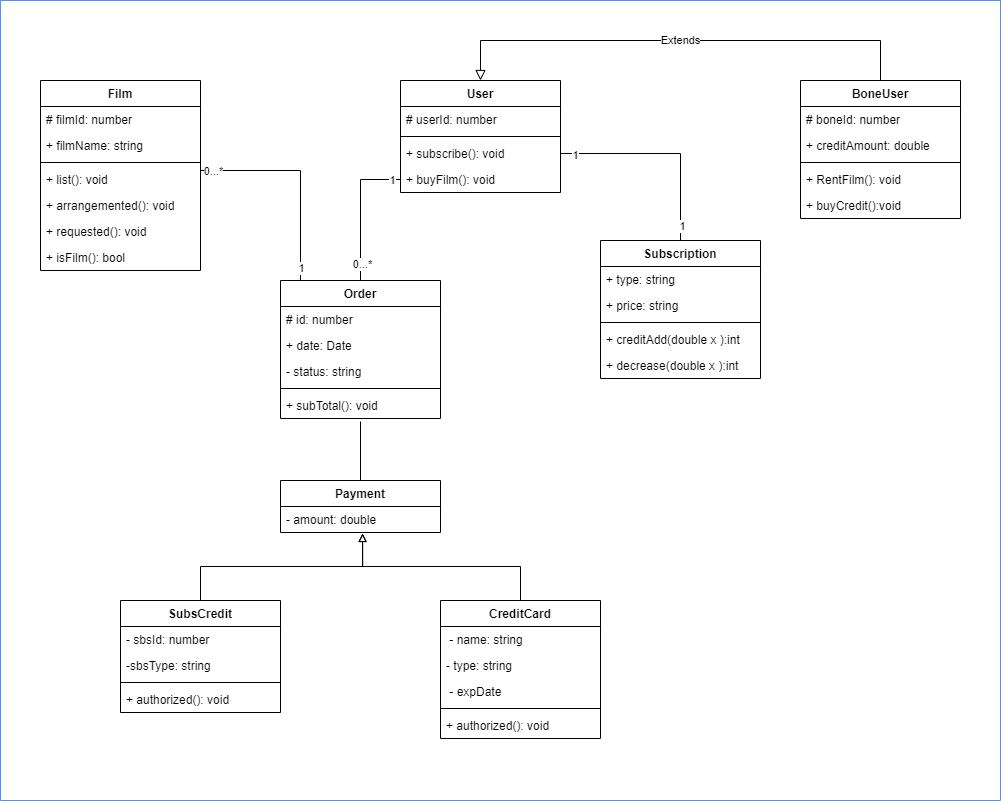 Extends
Film
# filmId: number
+ filmName: string
+ list(): void
+ arrangemented(): void
+ requested(): void
+ isFilm(): bool
User
# userId: number
+ subscribe(): void
+ buyFilm(): void
BoneUser
# boneId: number
+ creditAmount: double
+ RentFilm(): void
+ buyCredit():void
0...*
1
1
0...*
1
1
Subscription
+ type: string
+ price: string
+ creditAdd(double x ):int
+ decrease(double x ):int
Order
# id: number
+ date: Date
- status: string
+ subTotal(): void
Payment
- amount: double
SubsCredit
- sbsId: number
-sbsType: string
+ authorized(): void
CreditCard
- name: string
- type: string
- expDate
+ authorized(): void